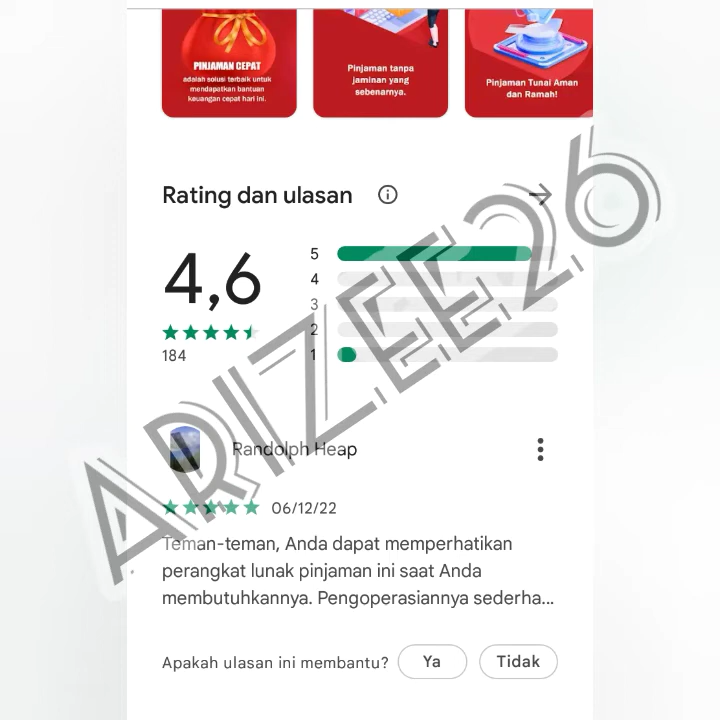 PINJAMAN CEPAT
adalah solusi terbaik untuk
mendapatkan bantuan
keuangan cepat hari ini.
Pinjaman tanpa
jaminan yang
sebenarnya.
Pinjaman Tunai Aman
dan Ramah!
Rating dan ulasan
4,6
184
5
4
3
2
1
ARIZEE26
Randolph Heap
06/12/22
Teman-teman, Anda dapat memperhatikan
perangkat lunak pinjaman ini saat Anda
membutuhkannya. Pengoperasiannya sederha...
Apakah ulasan ini membantu? Ya Tidak